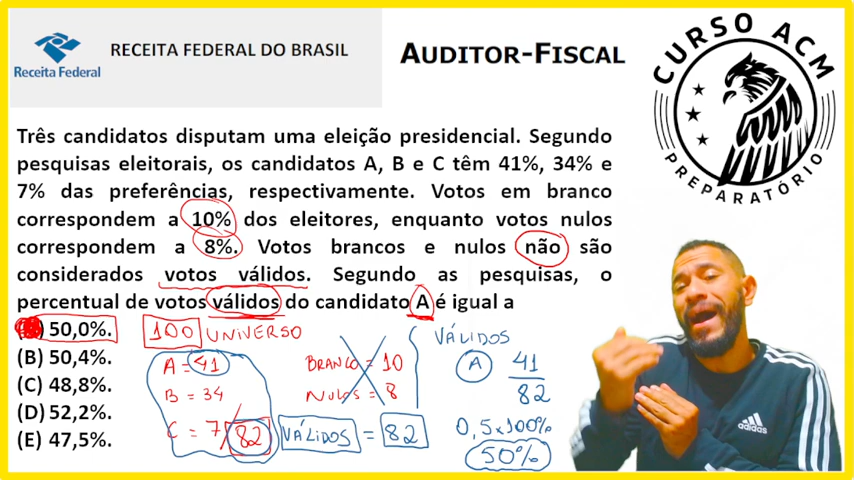 Receita Federal
RECEITA FEDERAL DO BRASIL
AUDITOR-FISCAL
CURSO ACM
PREPARATÓRIO
Três candidatos disputam uma eleição presidencial. Segundo
pesquisas eleitorais, os candidatos A, B e C têm 41%, 34% e
7% das preferências, respectivamente. Votos em branco
correspondem a 10% dos eleitores, enquanto votos nulos
correspondem a 8%. Votos brancos e nulos não são
considerados votos válidos. Segundo as pesquisas, o
percentual de votos válidos do candidato A é igual a
) 50,0%.
(B) 50,4%.
(C) 48,8%.
(D) 52,2%.
(E) 47,5%.
100 UNIVERSO
A = 41
B = 34
C = 7
82
BRANCO = 10
NULOS = 8
VÁLIDOS = 82
VÁLIDOS
A 41
82
0,5x100%
50%
adidas